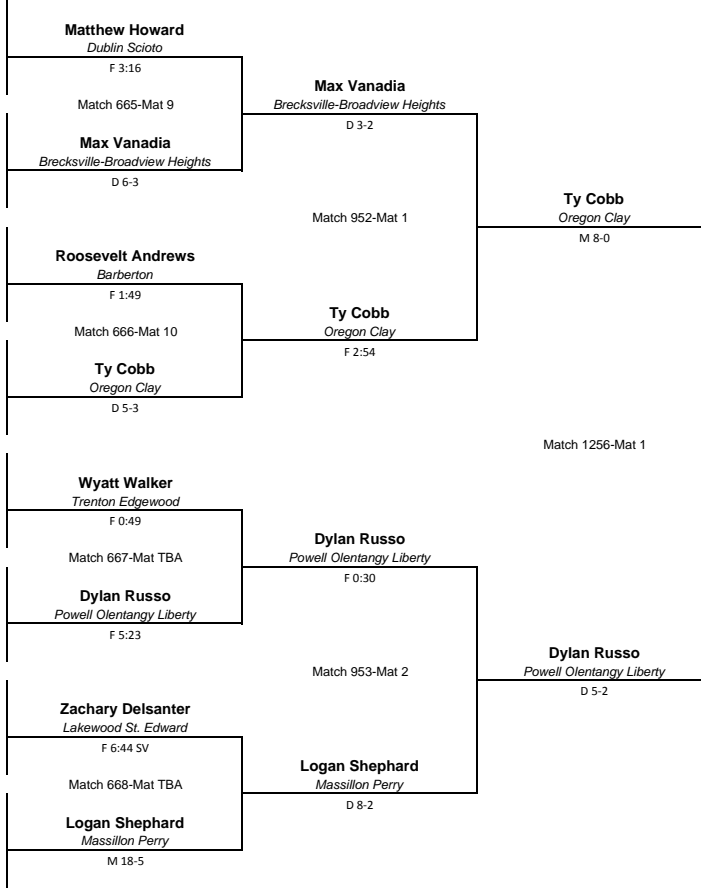 Matthew Howard
Dublin Scioto
F 3:16
Match 665-Mat 9
Max Vanadia
Brecksville-Broadview Heights
D 6-3
Max Vanadia
Brecksville-Broadview Heights
D 3-2
Match 952-Mat 1
Roosevelt Andrews
Barberton
F 1:49
Match 666-Mat 10
Ty Cobb
Oregon Clay
D 5-3
Ty Cobb
Oregon Clay
F 2:54
Ty Cobb
Oregon Clay
M 8-0
Match 1256-Mat 1
Wyatt Walker
Trenton Edgewood
F 0:49
Match 667-Mat TBA
Dylan Russo
Powell Olentangy Liberty
F 5:23
Dylan Russo
Powell Olentangy Liberty
F 0:30
Match 953-Mat 2
Zachary Delsanter
Lakewood St. Edward
F 6:44 SV
Match 668-Mat TBA
Logan Shephard
Massillon Perry
M 18-5
Logan Shephard
Massillon Perry
D 8-2
Dylan Russo
Powell Olentangy Liberty
D 5-2